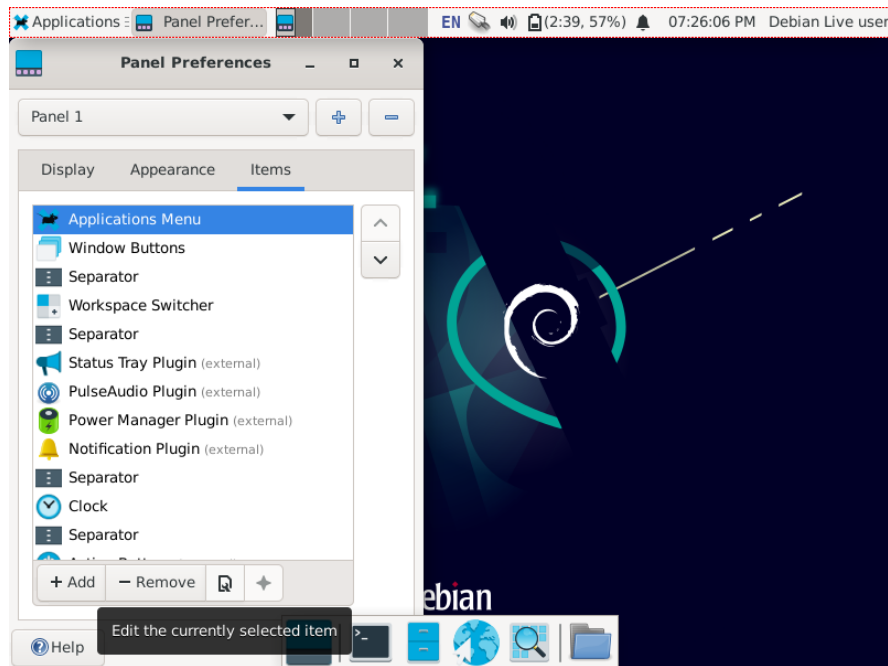 Applications Panel Prefer... EN (2:39, 57%) 07:26:06 PM Debian Live user
Panel Preferences
Panel 1
Display Appearance Items
Applications Menu
Window Buttons
Separator
Workspace Switcher
Separator
Status Tray Plugin (external)
PulseAudio Plugin (external)
Power Manager Plugin (external)
Notification Plugin (external)
Separator
Clock
Separator
Add Remove
ebian
Edit the currently selected item
Help